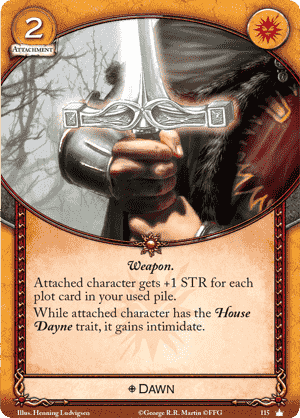 2
ATTACHMENT
Weapon.
Attached character gets +1 STR for each
plot card in your used pile.
While attached character has the House
Dayne trait, it gains intimidate.
DAWN
Illus. Henning Ludvigsen ©George R.R. Martin ©FFG 115